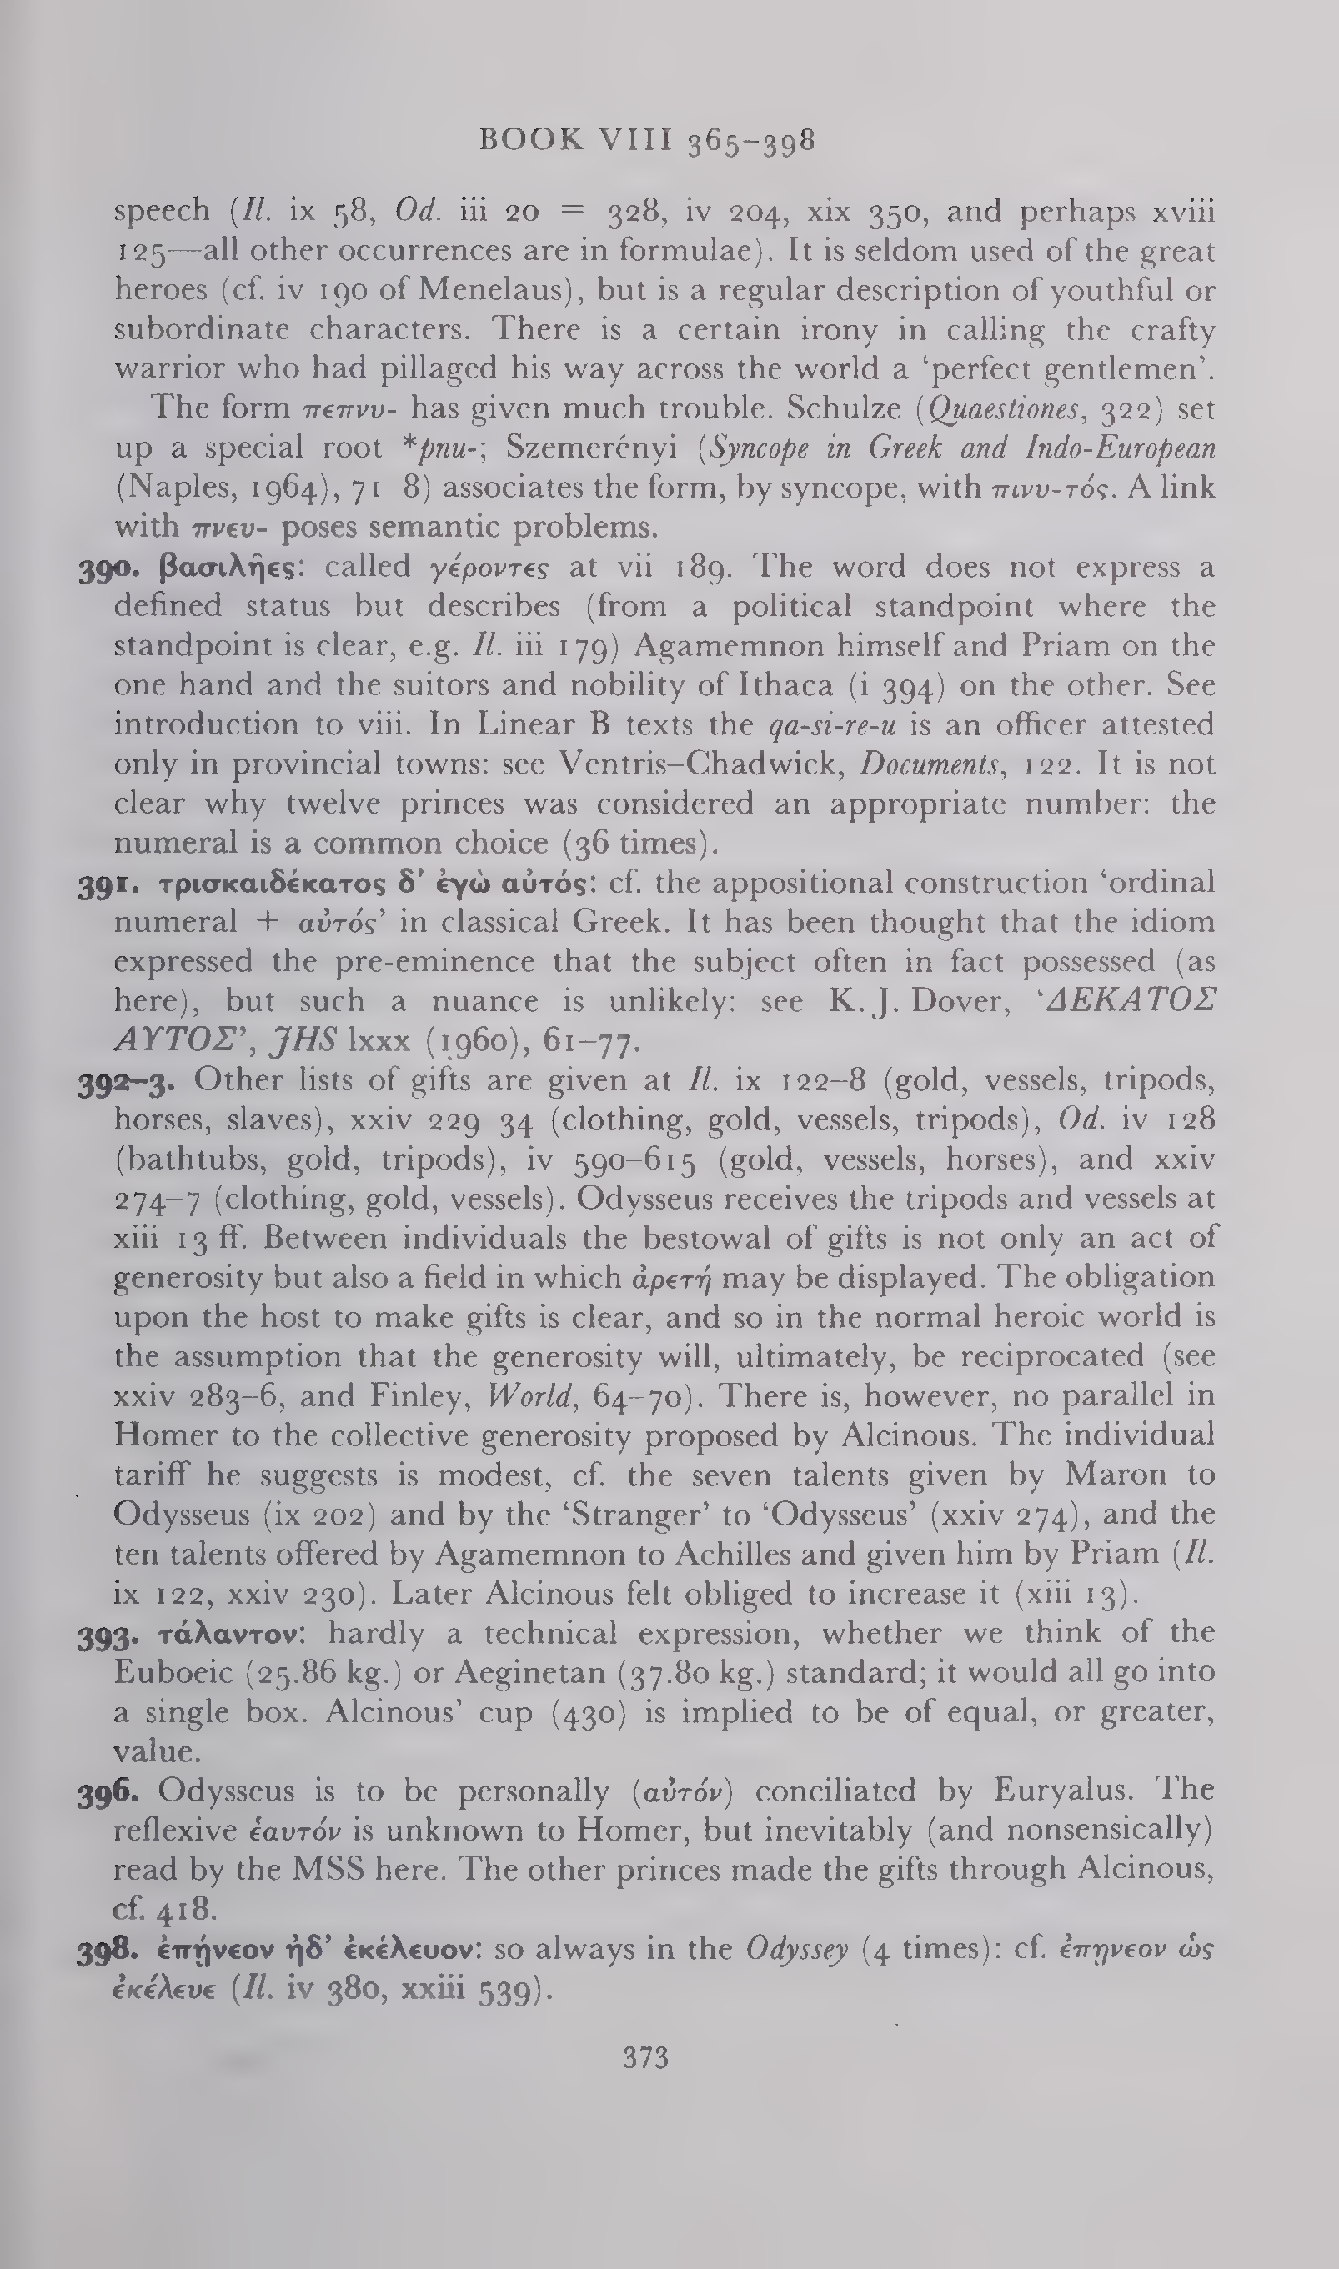 BOOK VIII 365–398
speech (Il. ix 58, Od. iii 20 = 328, iv 204, xix 350, and perhaps xviii
125—all other occurrences are in formulae). It is seldom used of the great
heroes (cf. iv 190 of Menelaus), but is a regular description of youthful or
subordinate characters. There is a certain irony in calling the crafty
warrior who had pillaged his way across the world a ‘perfect gentlemen’.
The form πεπνυ- has given much trouble. Schulze (Quaestiones, 322) set
up a special root *pnu-; Szemerényi (Syncope in Greek and Indo-European
(Naples, 1964), 71 8) associates the form, by syncope, with πινυ-τός. A link
with πνευ- poses semantic problems.
390. βασιλῆες: called γέροντες at vii 189. The word does not express a
defined status but describes (from a political standpoint where the
standpoint is clear, e.g. Il. iii 179) Agamemnon himself and Priam on the
one hand and the suitors and nobility of Ithaca (i 394) on the other. See
introduction to viii. In Linear B texts the qa-si-re-u is an officer attested
only in provincial towns: see Ventris–Chadwick, Documents, 122. It is not
clear why twelve princes was considered an appropriate number: the
numeral is a common choice (36 times).
391. τρισκαιδέκατος δ’ ἐγὼ αὐτός: cf. the appositional construction ‘ordinal
numeral + αὐτός’ in classical Greek. It has been thought that the idiom
expressed the pre-eminence that the subject often in fact possessed (as
here), but such a nuance is unlikely: see K. J. Dover, ‘ΔΕΚΑΤΟΣ
ΑΥΤΟΣ’, JHS lxxx (1960), 61–77.
392–3. Other lists of gifts are given at Il. ix 122–8 (gold, vessels, tripods,
horses, slaves), xxiv 229 34 (clothing, gold, vessels, tripods), Od. iv 128
(bathtubs, gold, tripods), iv 590–615 (gold, vessels, horses), and xxiv
274–7 (clothing, gold, vessels). Odysseus receives the tripods and vessels at
xiii 13 ff. Between individuals the bestowal of gifts is not only an act of
generosity but also a field in which ἀρετή may be displayed. The obligation
upon the host to make gifts is clear, and so in the normal heroic world is
the assumption that the generosity will, ultimately, be reciprocated (see
xxiv 283–6, and Finley, World, 64–70). There is, however, no parallel in
Homer to the collective generosity proposed by Alcinous. The individual
tariff he suggests is modest, cf. the seven talents given by Maron to
Odysseus (ix 202) and by the ‘Stranger’ to ‘Odysseus’ (xxiv 274), and the
ten talents offered by Agamemnon to Achilles and given him by Priam (Il.
ix 122, xxiv 230). Later Alcinous felt obliged to increase it (xiii 13).
393. τάλαντον: hardly a technical expression, whether we think of the
Euboeic (25.86 kg.) or Aeginetan (37.80 kg.) standard; it would all go into
a single box. Alcinous’ cup (430) is implied to be of equal, or greater,
value.
396. Odysseus is to be personally (αὐτόν) conciliated by Euryalus. The
reflexive ἑαυτόν is unknown to Homer, but inevitably (and nonsensically)
read by the MSS here. The other princes made the gifts through Alcinous,
cf. 418.
398. ἐπῄνεον ἠδ’ ἐκέλευον: so always in the Odyssey (4 times): cf. ἐπῃνεον ὡς
ἐκέλευε (Il. iv 380, xxiii 539).
373